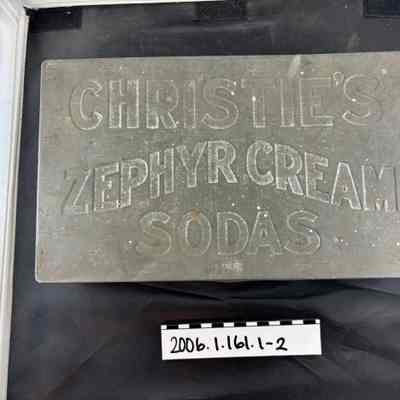 CHRISTIE'S
ZEPHYR CREAM
SODAS
2006.1.161.1-2